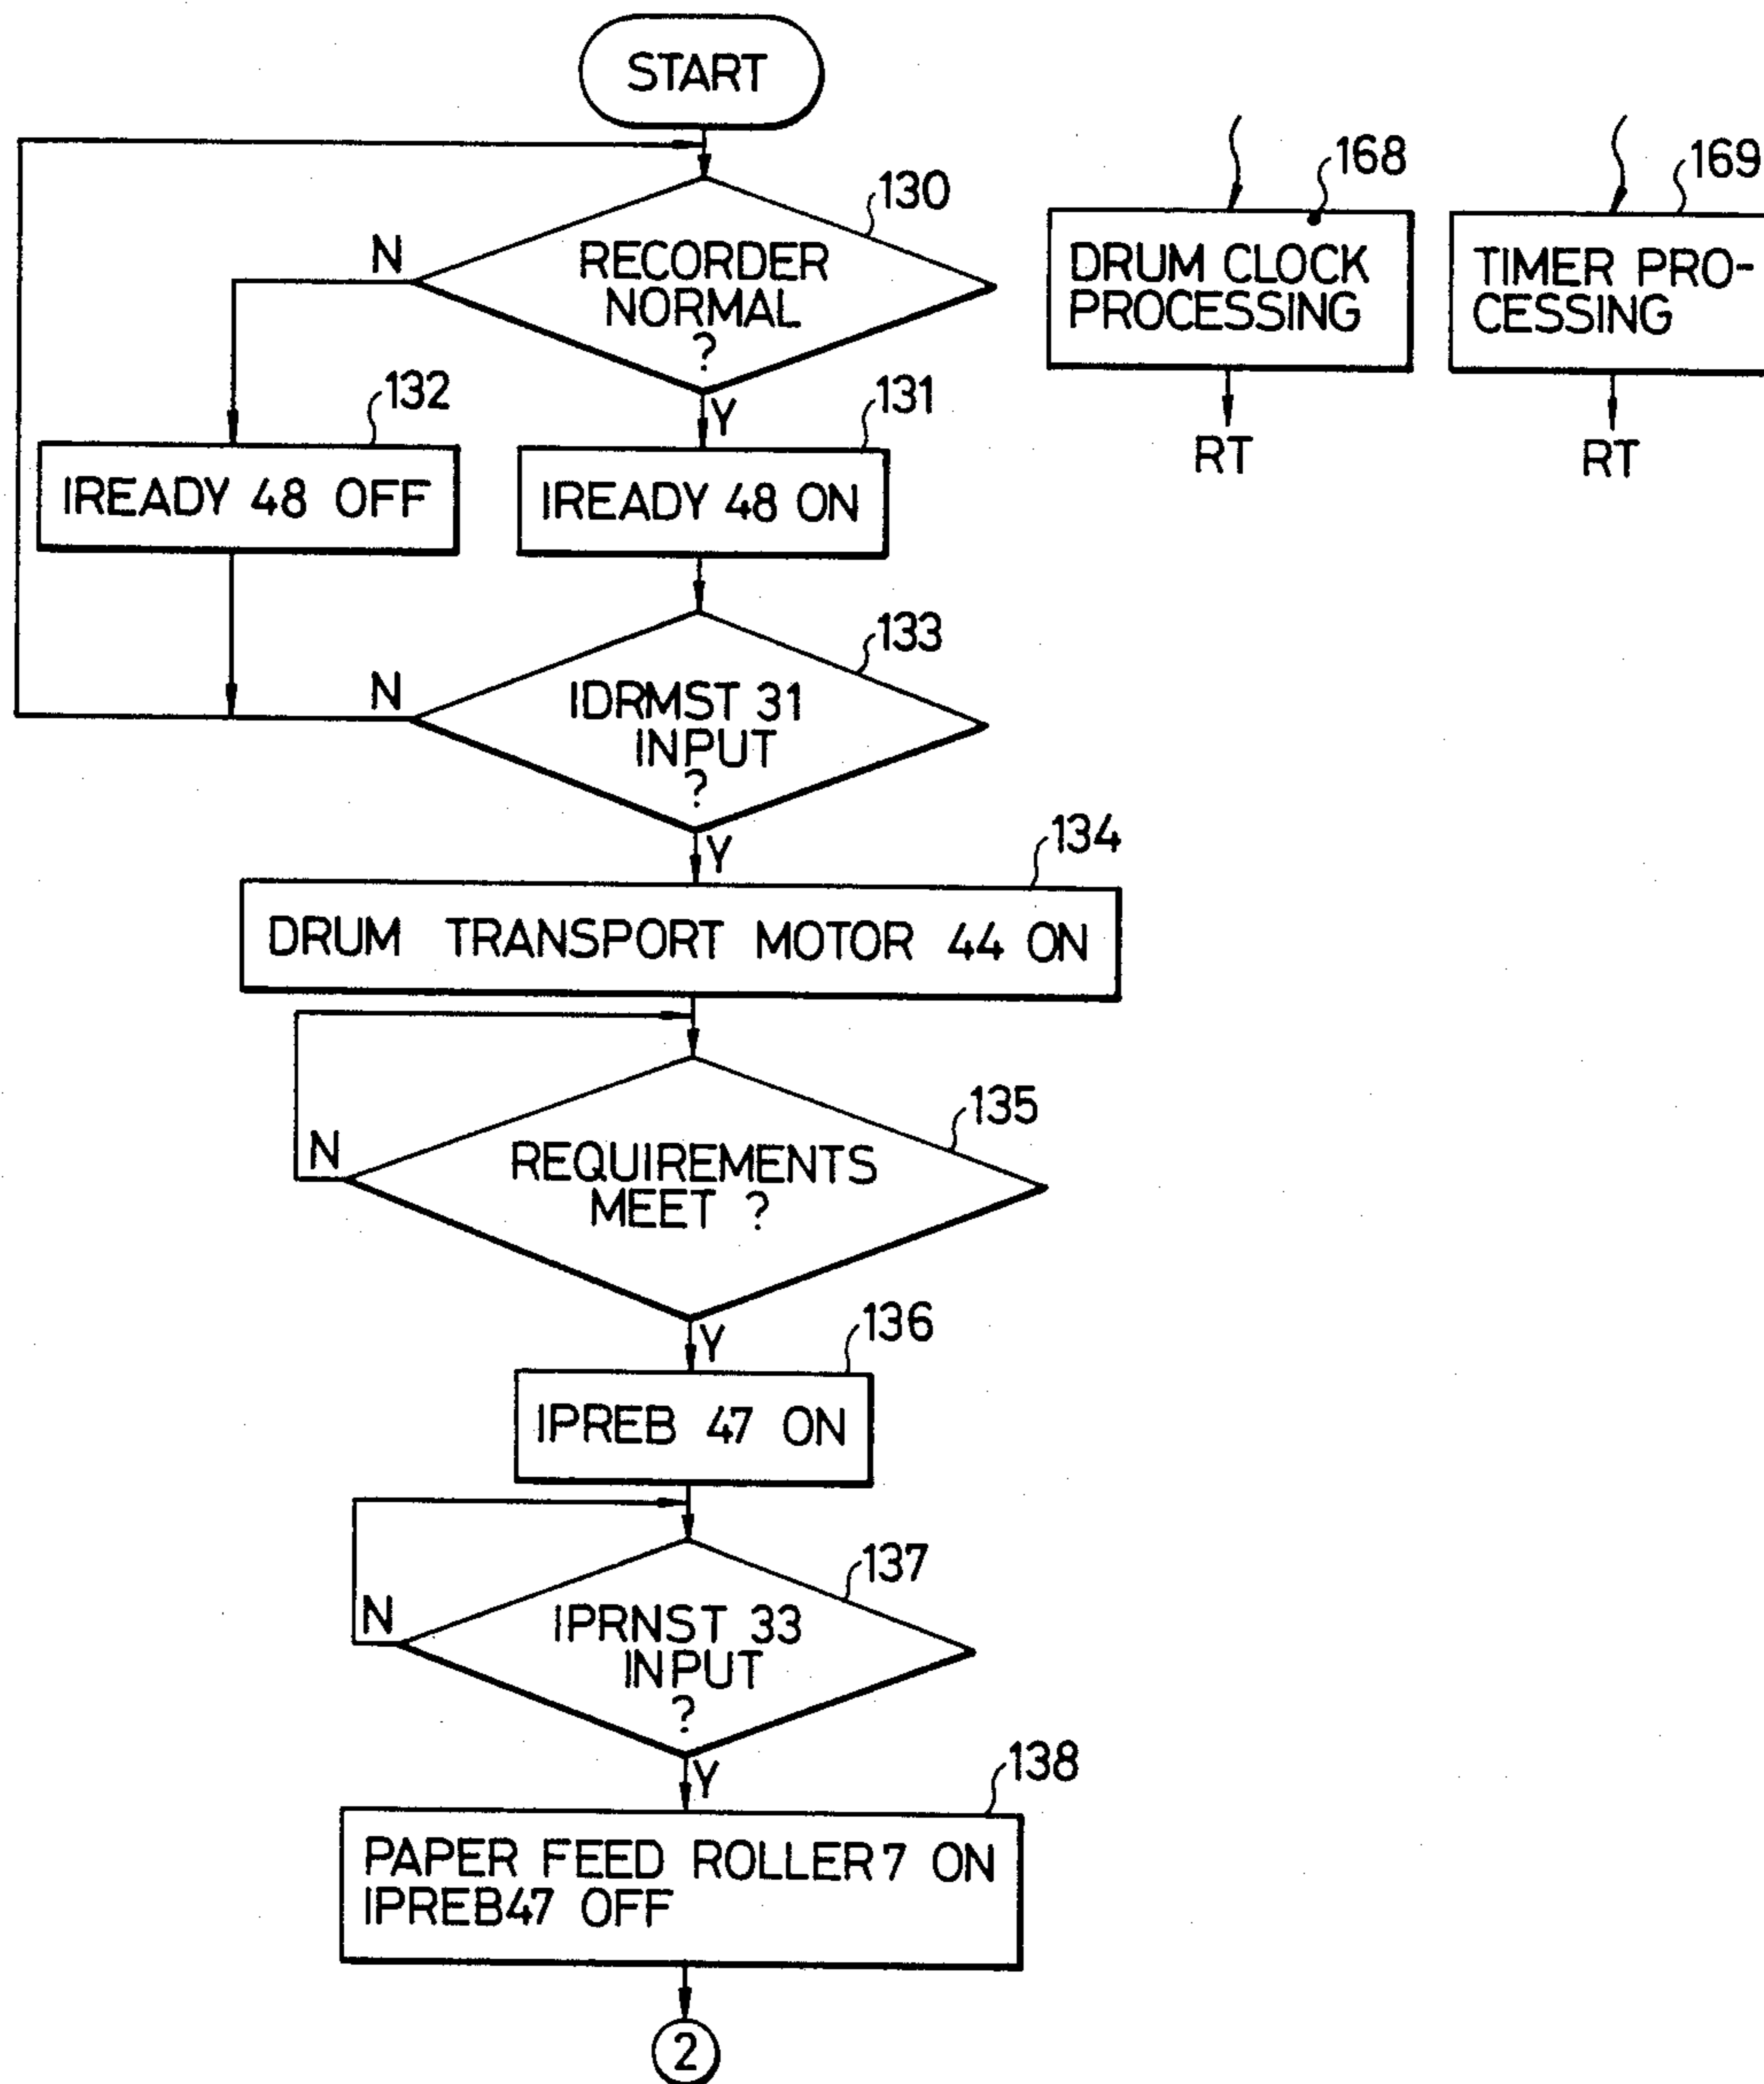 START
130
RECORDER
NORMAL
?
N
Y
168
DRUM CLOCK
PROCESSING
RT
169
TIMER PRO-
CESSING
RT
132
IREADY 48 OFF
131
IREADY 48 ON
133
IDRMST 31
INPUT
?
N
Y
134
DRUM TRANSPORT MOTOR 44 ON
135
REQUIREMENTS
MEET ?
N
Y
136
IPREB 47 ON
137
IPRNST 33
INPUT
?
N
Y
138
PAPER FEED ROLLER 7 ON
IPREB47 OFF
2